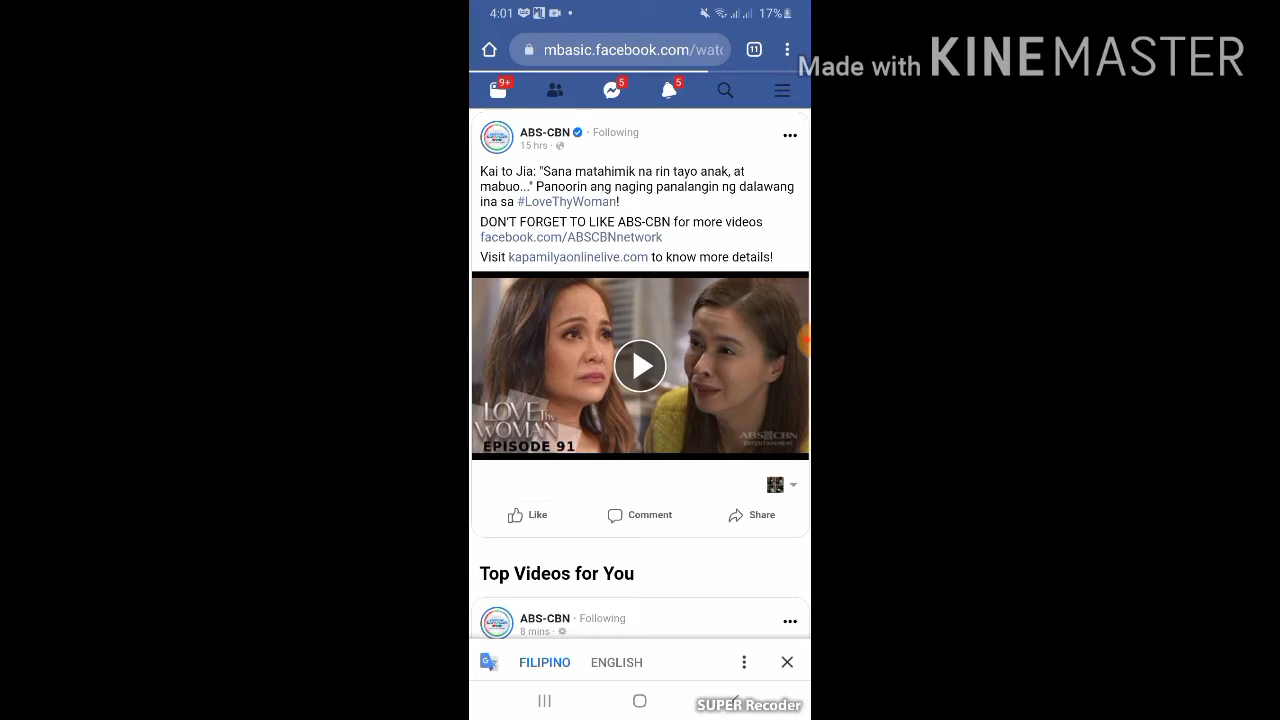 4:01
17%
Made with KINEMASTER
mbasic.facebook.com/watc
11
9+
5
5
ABS-CBN · Following
15 hrs ·
Kai to Jia: "Sana matahimik na rin tayo anak, at
mabuo..." Panoorin ang naging panalangin ng dalawang
ina sa #LoveThyWoman!
DON'T FORGET TO LIKE ABS-CBN for more videos
facebook.com/ABSCBNnetwork
Visit kapamilyaonlinelive.com to know more details!
LOVE Thy
WOMAN
EPISODE 91
ABS-CBN
ENTERTAINMENT
Like
Comment
Share
Top Videos for You
ABS-CBN · Following
8 mins ·
FILIPINO
ENGLISH
SUPER Recoder